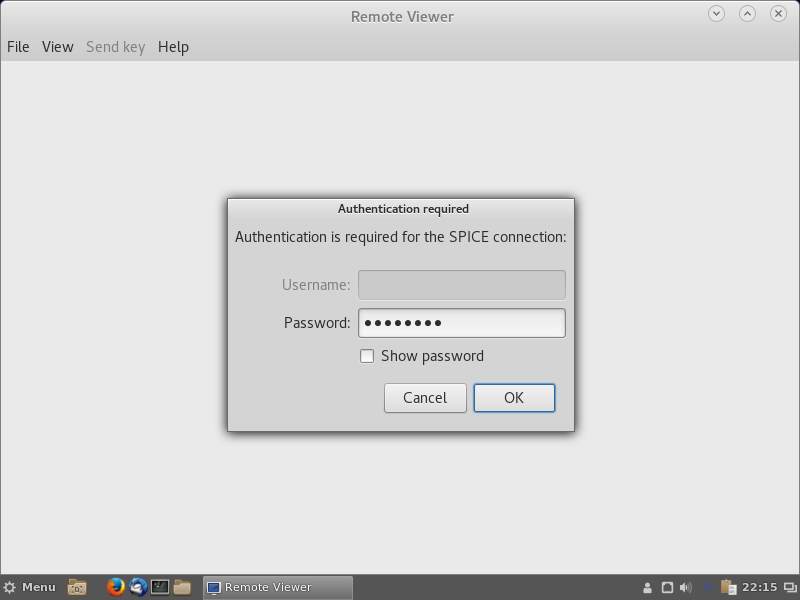 Remote Viewer
File View Send key Help
Authentication required
Authentication is required for the SPICE connection:
Username:
Password: ●●●●●●●●
Show password
Cancel OK
Menu Remote Viewer 22:15